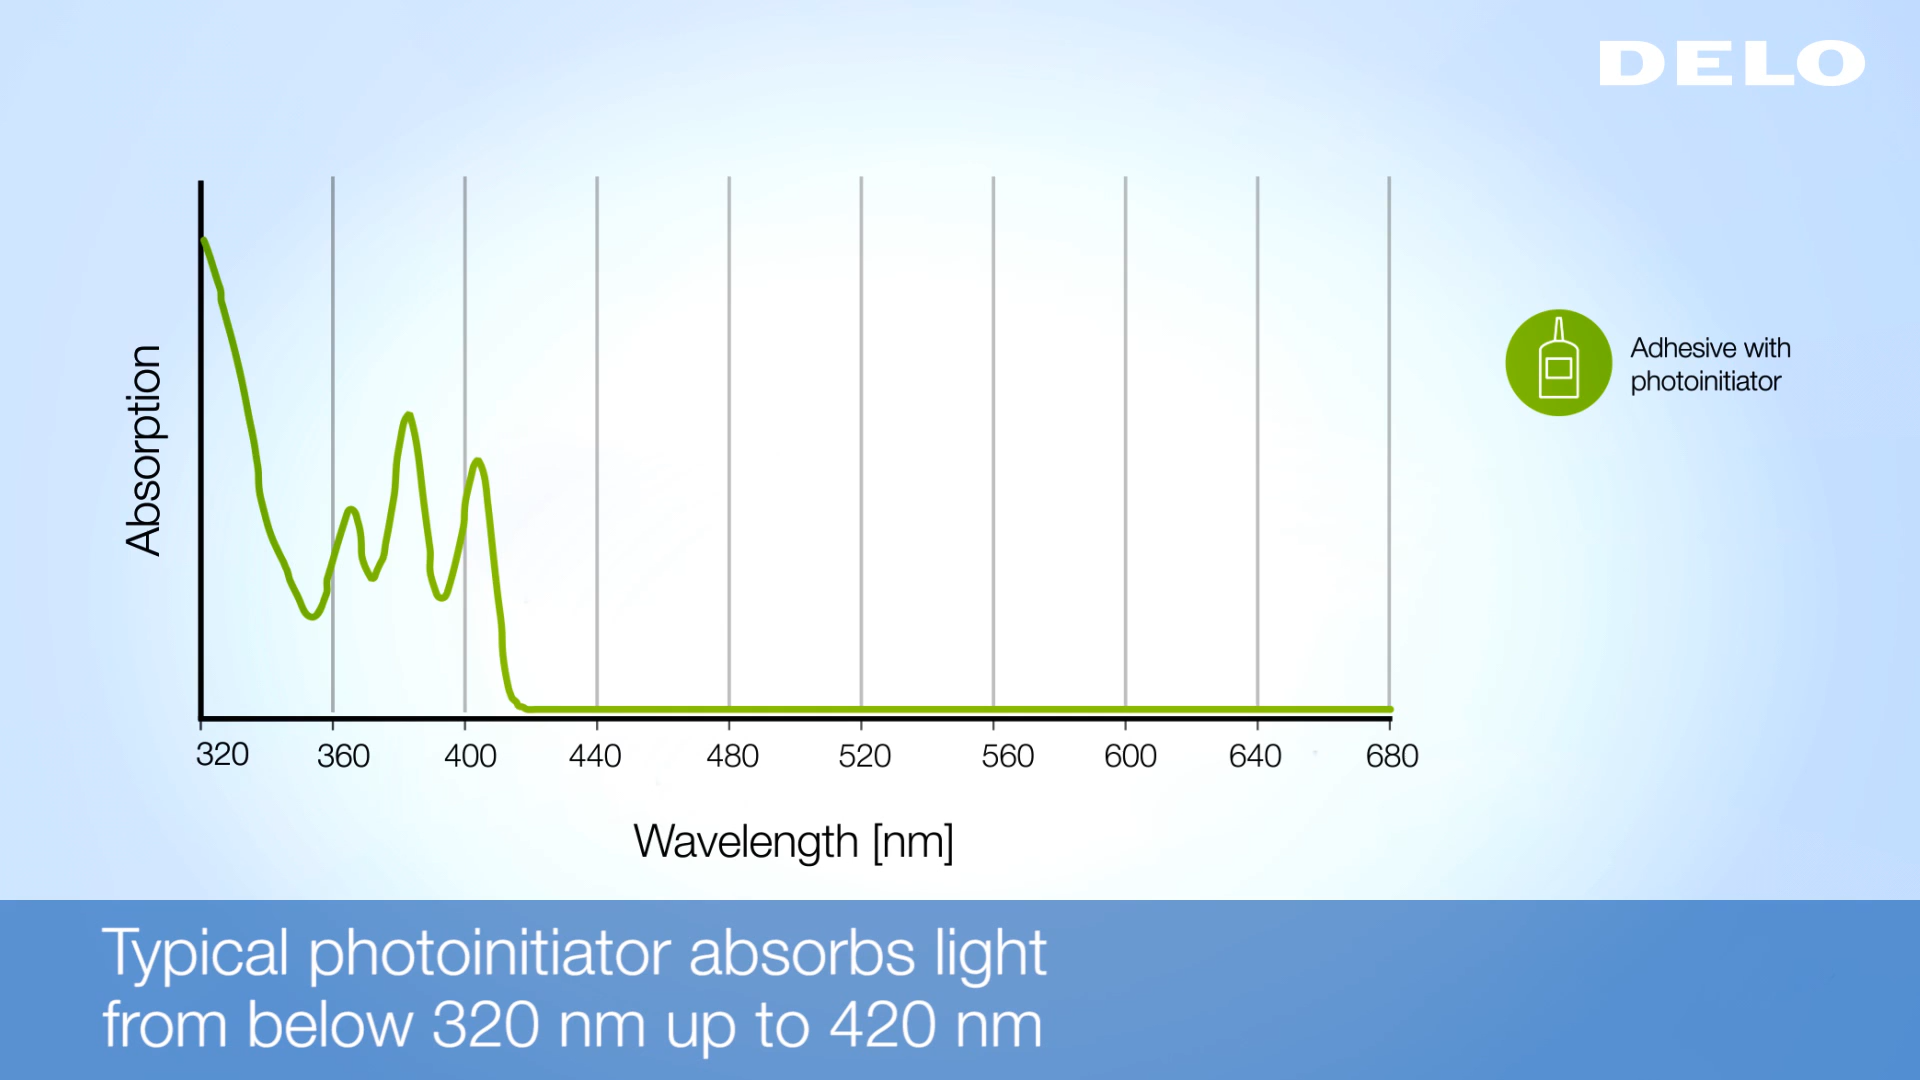 DELO
Absorption
Adhesive with
photoinitiator
320 360 400 440 480 520 560 600 640 680
Wavelength [nm]
Typical photoinitiator absorbs light
from below 320 nm up to 420 nm